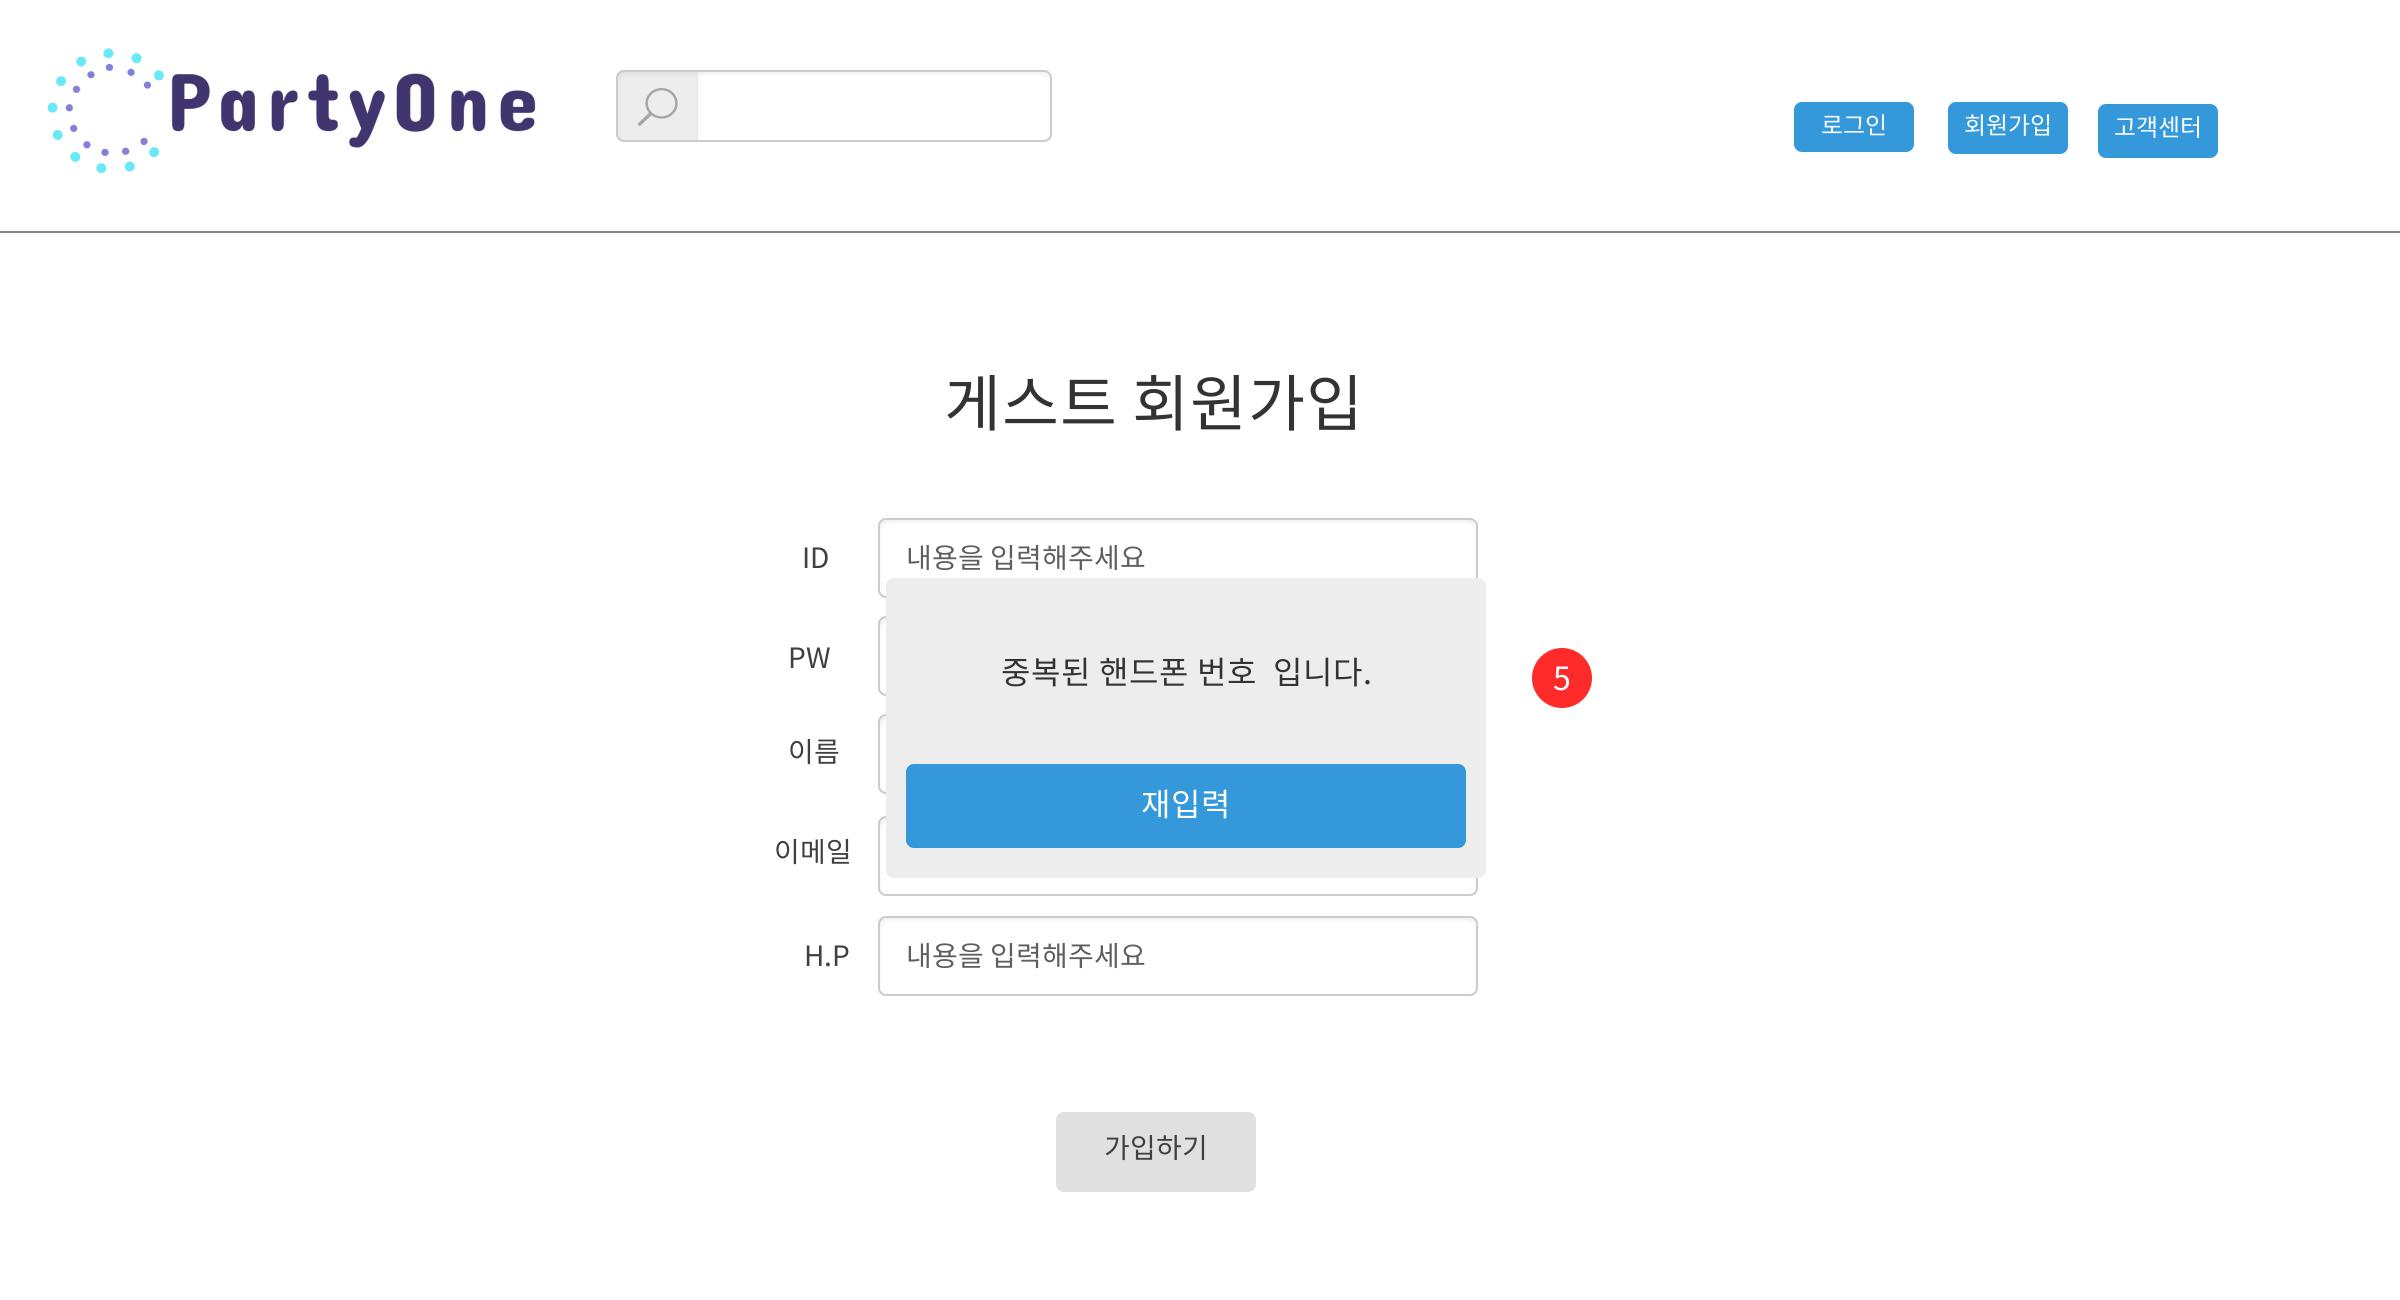 PartyOne
로그인
회원가입
고객센터
게스트 회원가입
ID
내용을 입력해주세요
PW
중복된 핸드폰 번호  입니다.
5
이름
재입력
이메일
H.P
내용을 입력해주세요
가입하기